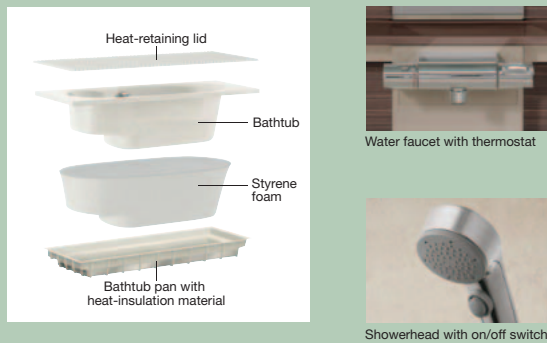 Heat-retaining lid
Bathtub
Styrene
foam
Bathtub pan with
heat-insulation material
Water faucet with thermostat
Showerhead with on/off switch